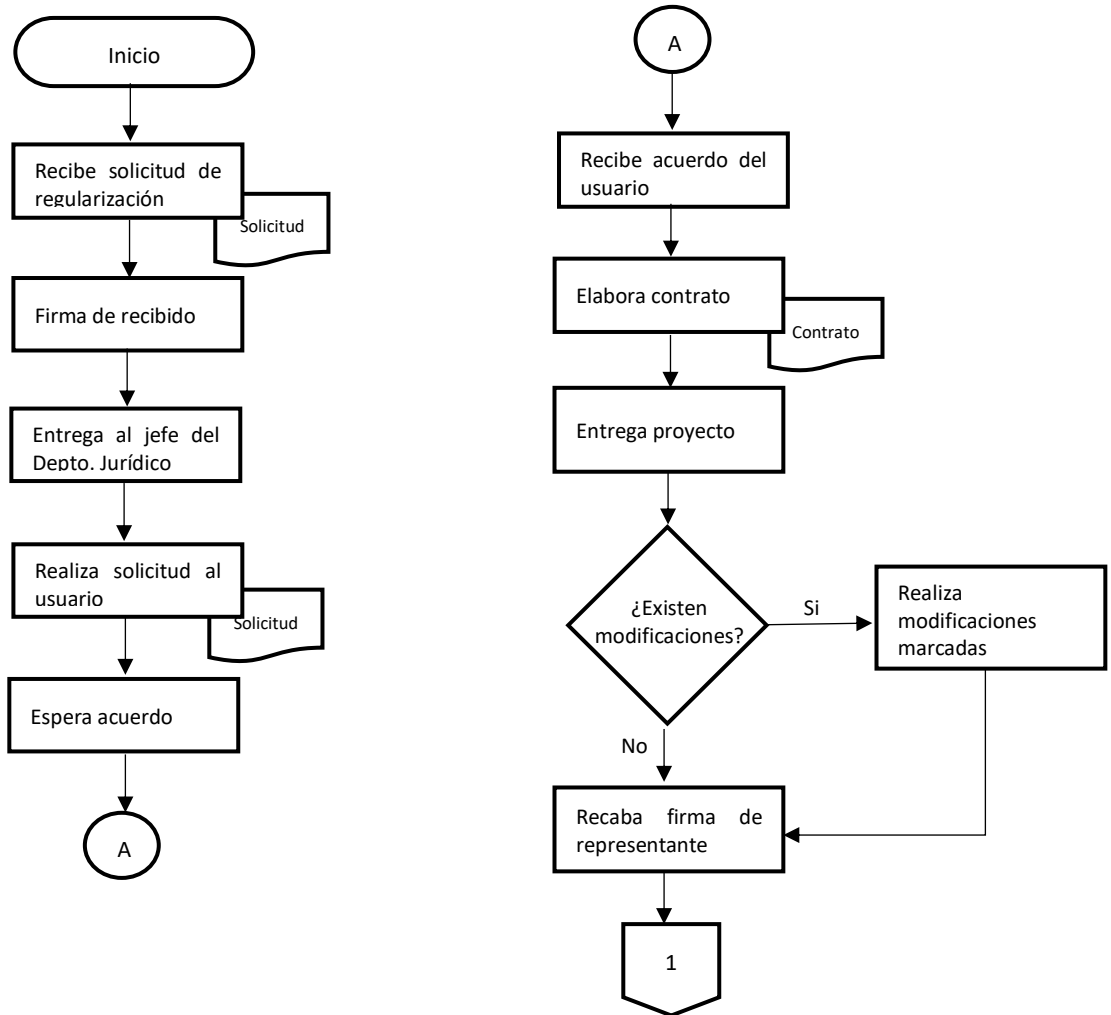 Inicio
Recibe solicitud de
regularización
Solicitud
Firma de recibido
Entrega al jefe del
Depto. Jurídico
Realiza solicitud al
usuario
Solicitud
Espera acuerdo
A
A
Recibe acuerdo del
usuario
Elabora contrato
Contrato
Entrega proyecto
¿Existen
modificaciones?
Si
Realiza
modificaciones
marcadas
No
Recaba firma de
representante
1